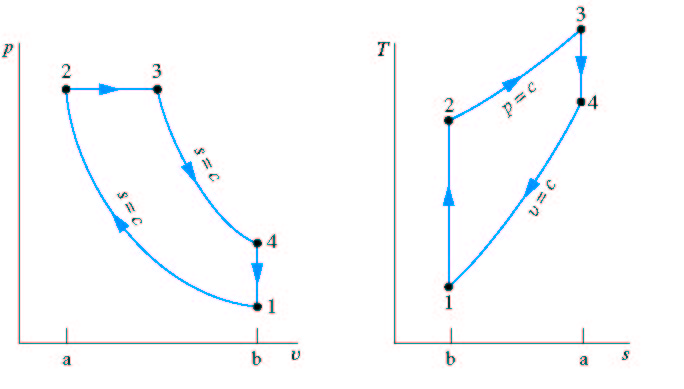 p
2
3
s = c
s = c
4
1
a
b
υ
T
3
2
p = c
4
υ = c
1
b
a
s